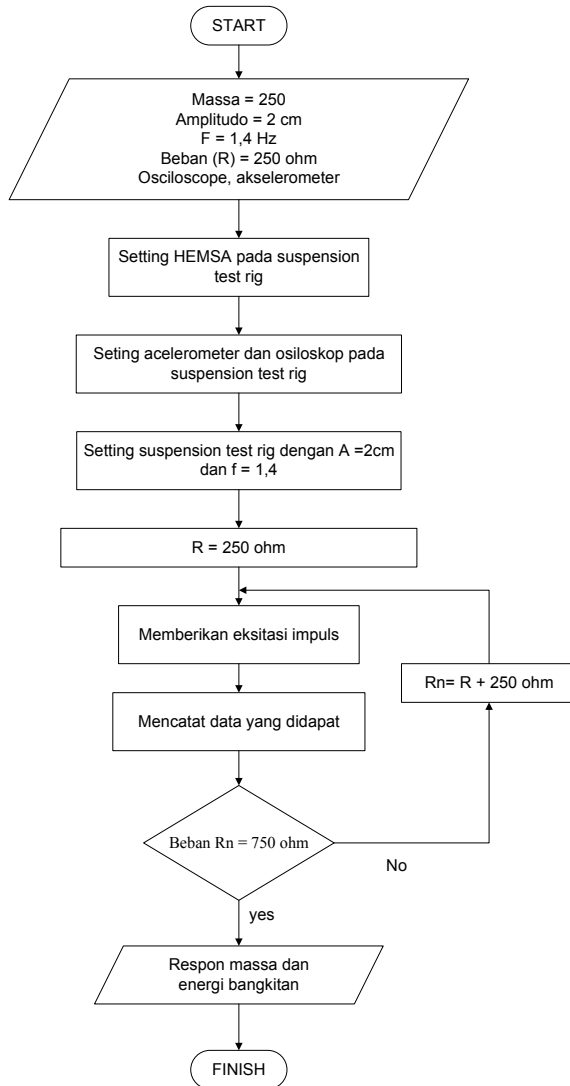 START
Massa = 250
Amplitudo = 2 cm
F = 1,4 Hz
Beban (R) = 250 ohm
Osciloscope, akselerometer
Setting HEMSA pada suspension
test rig
Seting acelerometer dan osiloskop pada
suspension test rig
Setting suspension test rig dengan A =2cm
dan f = 1,4
R = 250 ohm
Memberikan eksitasi impuls
Rn= R + 250 ohm
Mencatat data yang didapat
Beban Rn = 750 ohm
No
yes
Respon massa dan
energi bangkitan
FINISH